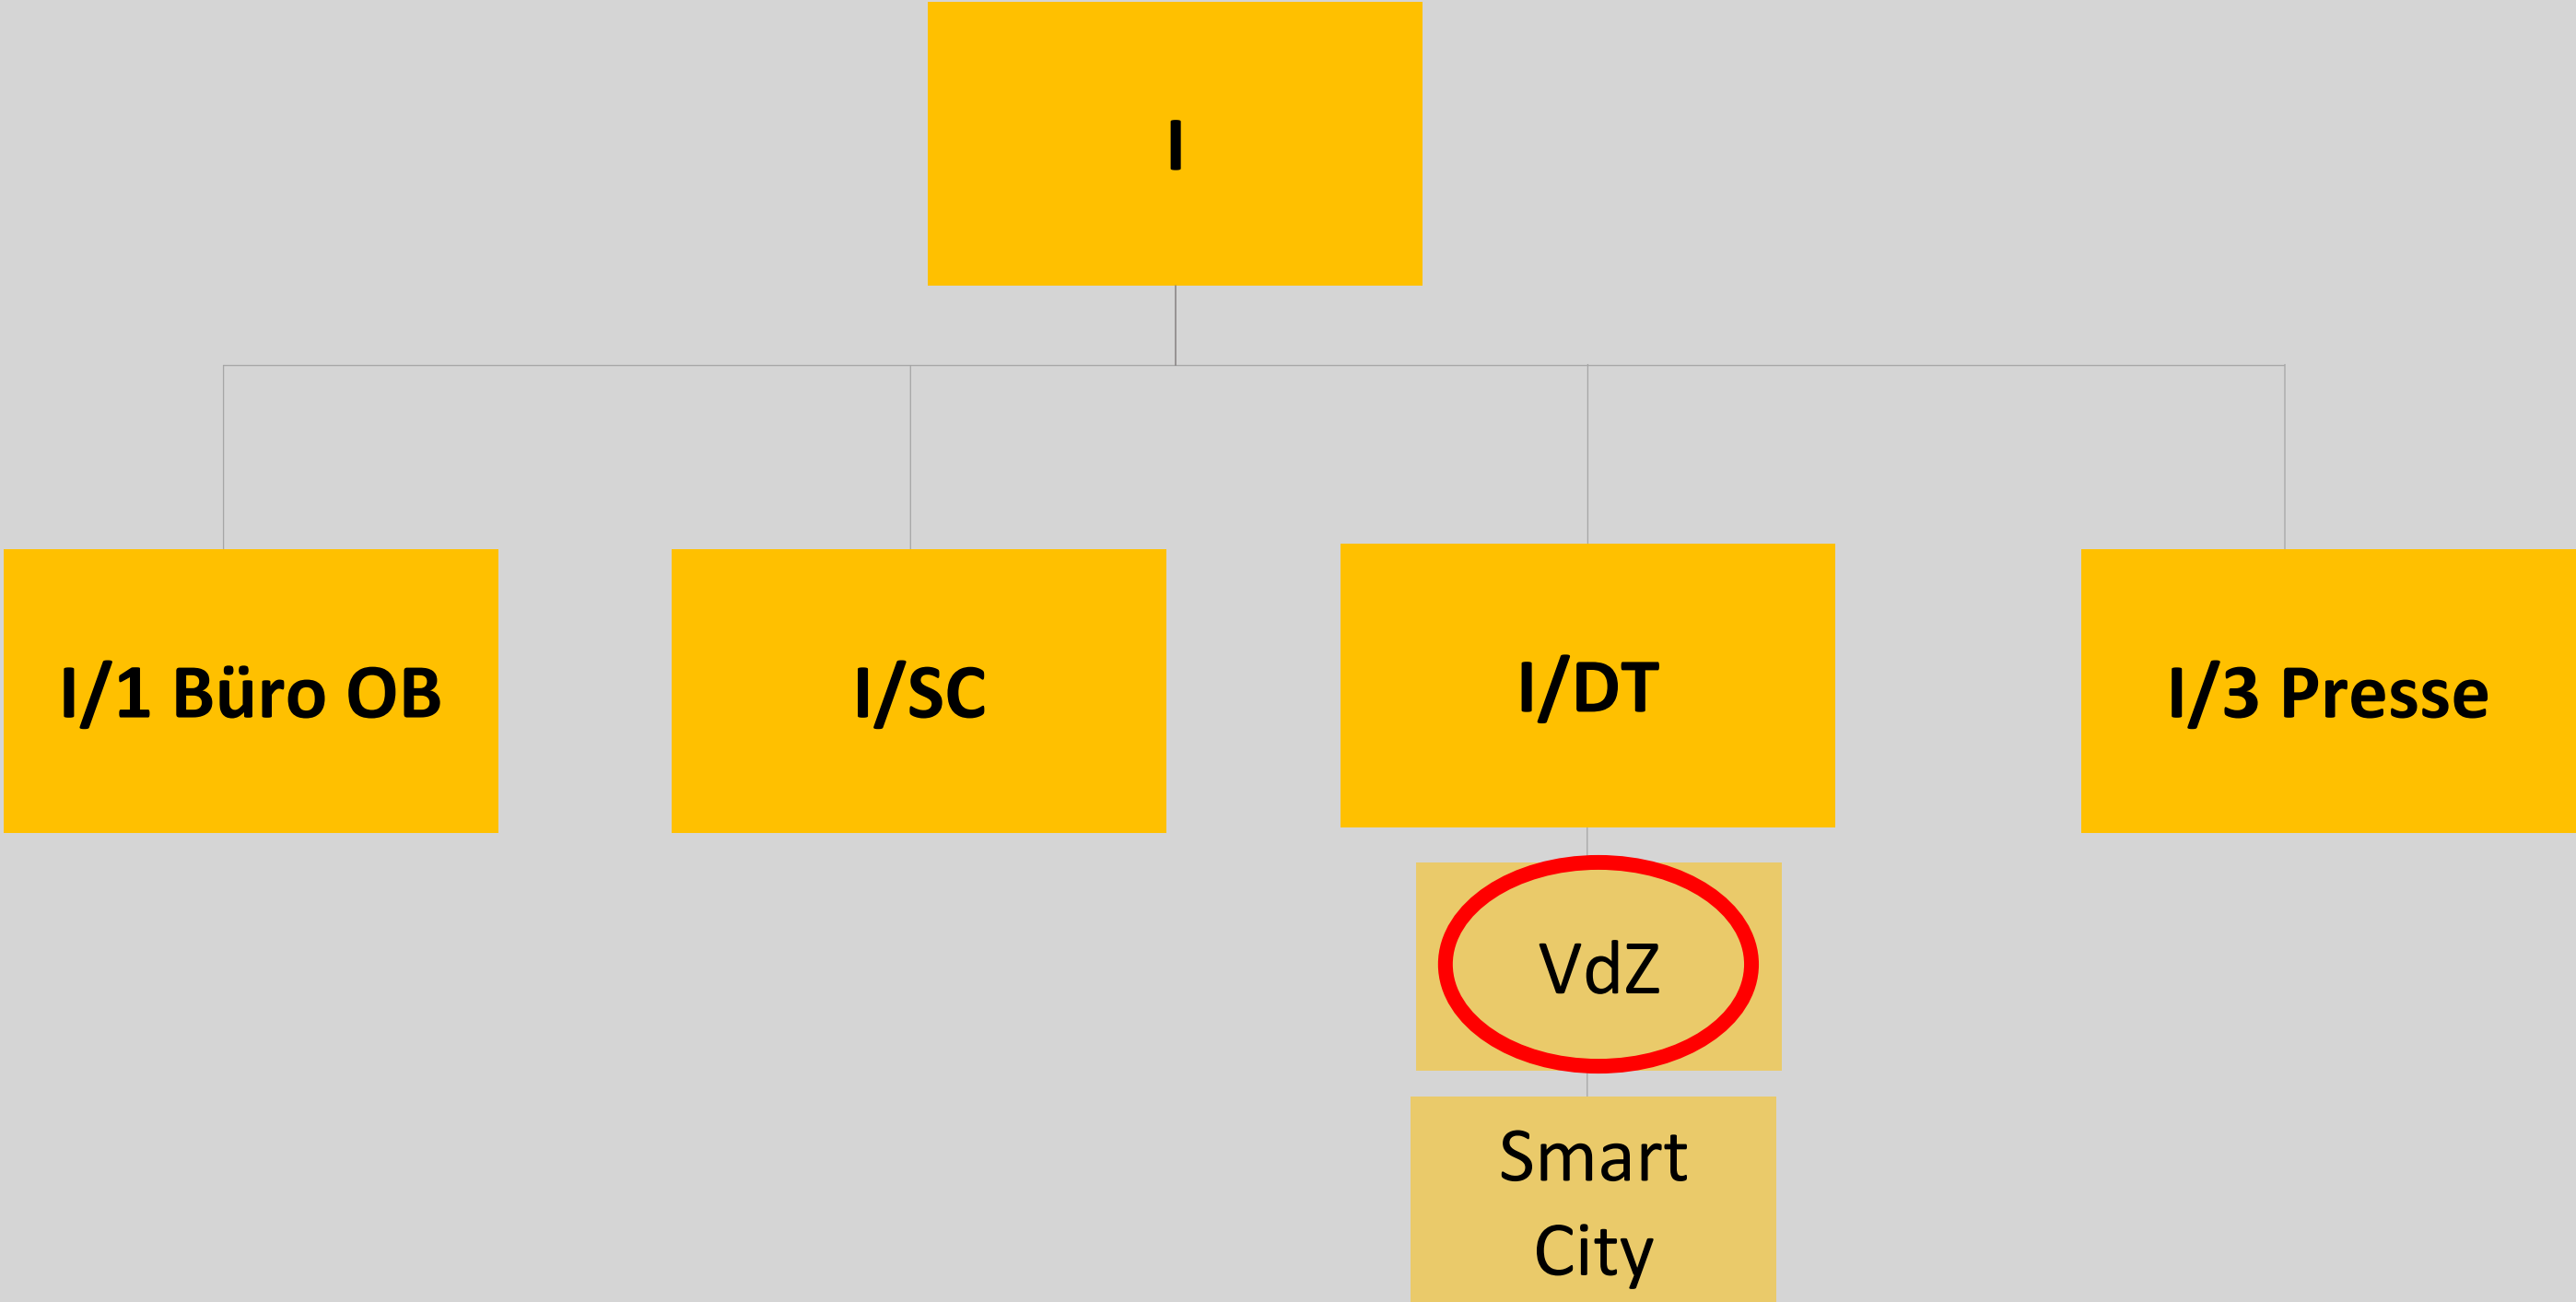 I
I/1 Büro OB
I/SC
I/DT
I/3 Presse
VdZ
Smart
City